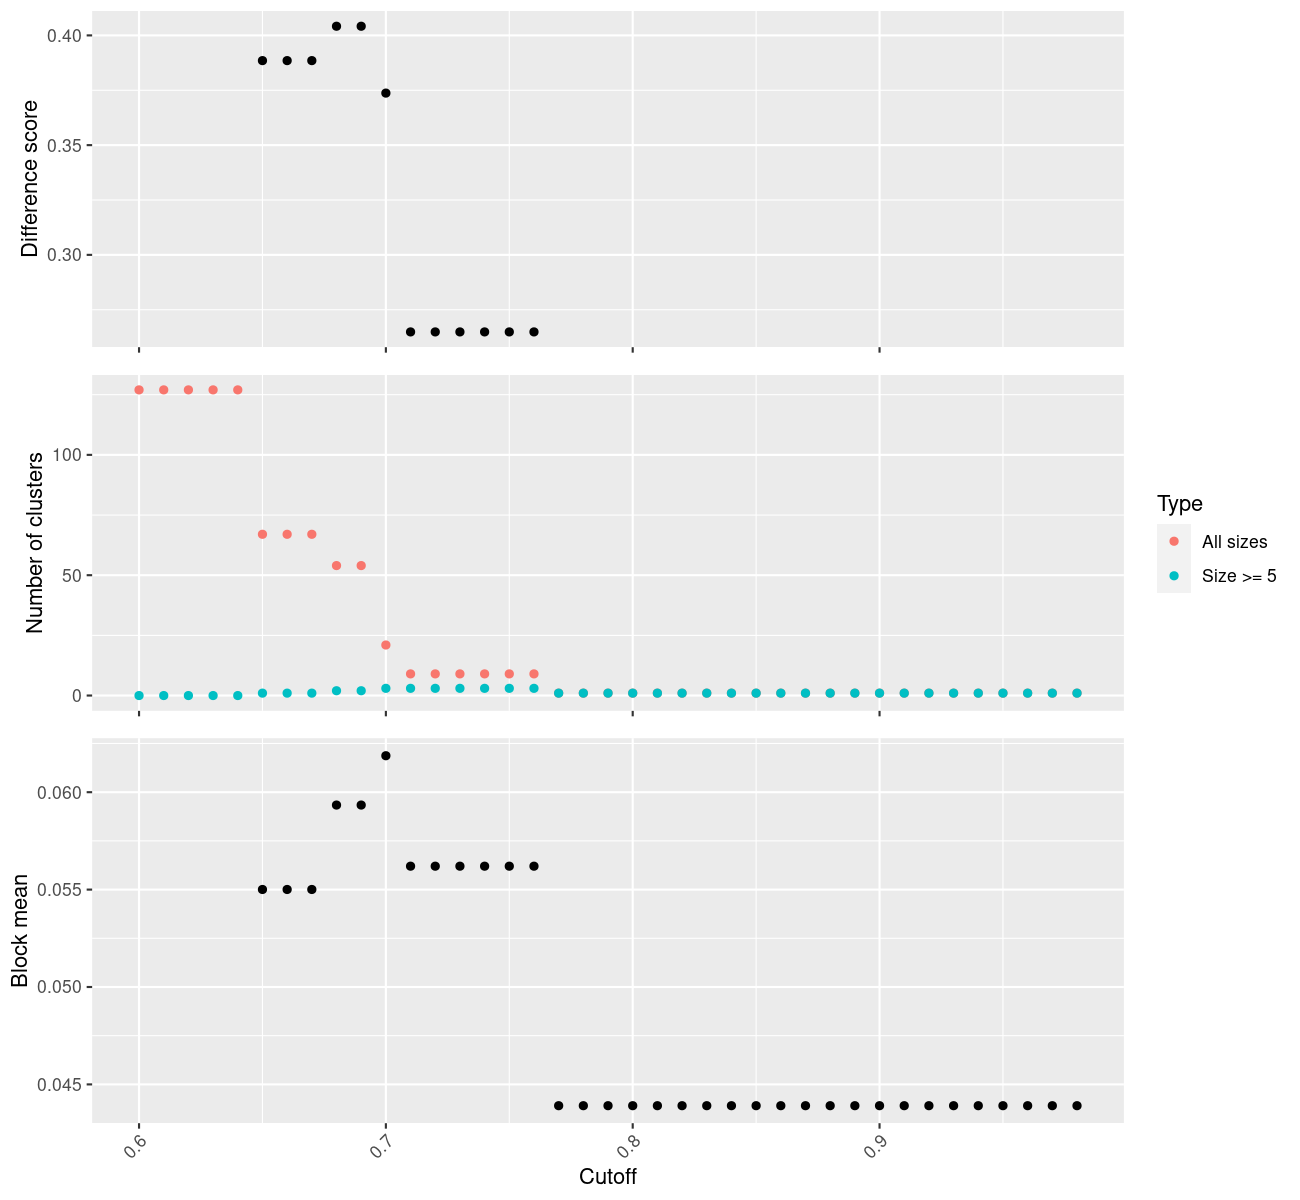 Difference score
0.40
0.35
0.30
Number of clusters
100
50
0
Type
All sizes
Size >= 5
Block mean
0.060
0.055
0.050
0.045
0.6
0.7
0.8
0.9
Cutoff